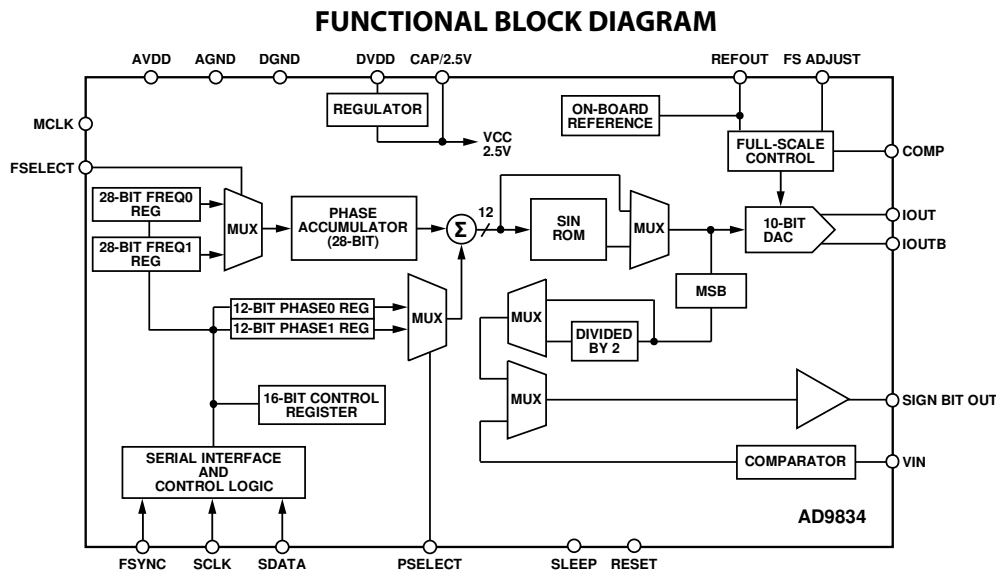 FUNCTIONAL BLOCK DIAGRAM
AVDD
AGND
DGND
DVDD
CAP/2.5V
REFOUT
FS ADJUST
MCLK
REGULATOR
VCC
2.5V
ON-BOARD
REFERENCE
FULL-SCALE
CONTROL
COMP
FSELECT
28-BIT FREQ0
REG
28-BIT FREQ1
REG
MUX
PHASE
ACCUMULATOR
(28-BIT)
Σ
12
SIN
ROM
MUX
10-BIT
DAC
IOUT
IOUTB
MSB
12-BIT PHASE0 REG
12-BIT PHASE1 REG
MUX
MUX
DIVIDED
BY 2
16-BIT CONTROL
REGISTER
MUX
SIGN BIT OUT
SERIAL INTERFACE
AND
CONTROL LOGIC
COMPARATOR
VIN
AD9834
FSYNC
SCLK
SDATA
PSELECT
SLEEP
RESET